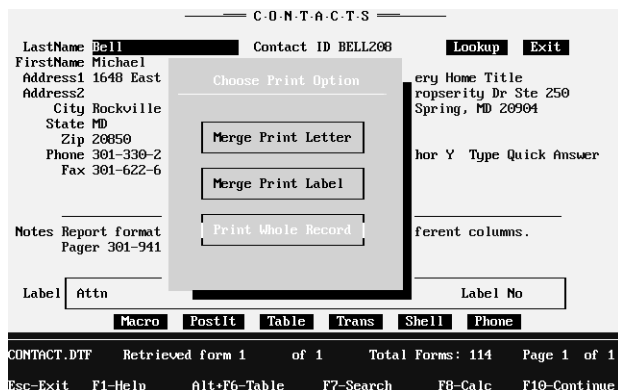 C·O·N·T·A·C·T·S
LastName Bell Contact ID BELL208 Lookup Exit
FirstName Michael
Address1 1648 East ery Home Title
Address2 ropserity Dr Ste 250
City Rockville Spring, MD 20904
State MD
Zip 20850
Phone 301-330-2 hor Y Type Quick Answer
Fax 301-622-6
Choose Print Option
Merge Print Letter
Merge Print Label
Print Whole Record
Notes Report format ferent columns.
Pager 301-941
Label Attn Label No
Macro PostIt Table Trans Shell Phone
CONTACT.DTF Retrieved form 1 of 1 Total Forms: 114 Page 1 of 1
Esc-Exit F1-Help Alt+F6-Table F7-Search F8-Calc F10-Continue